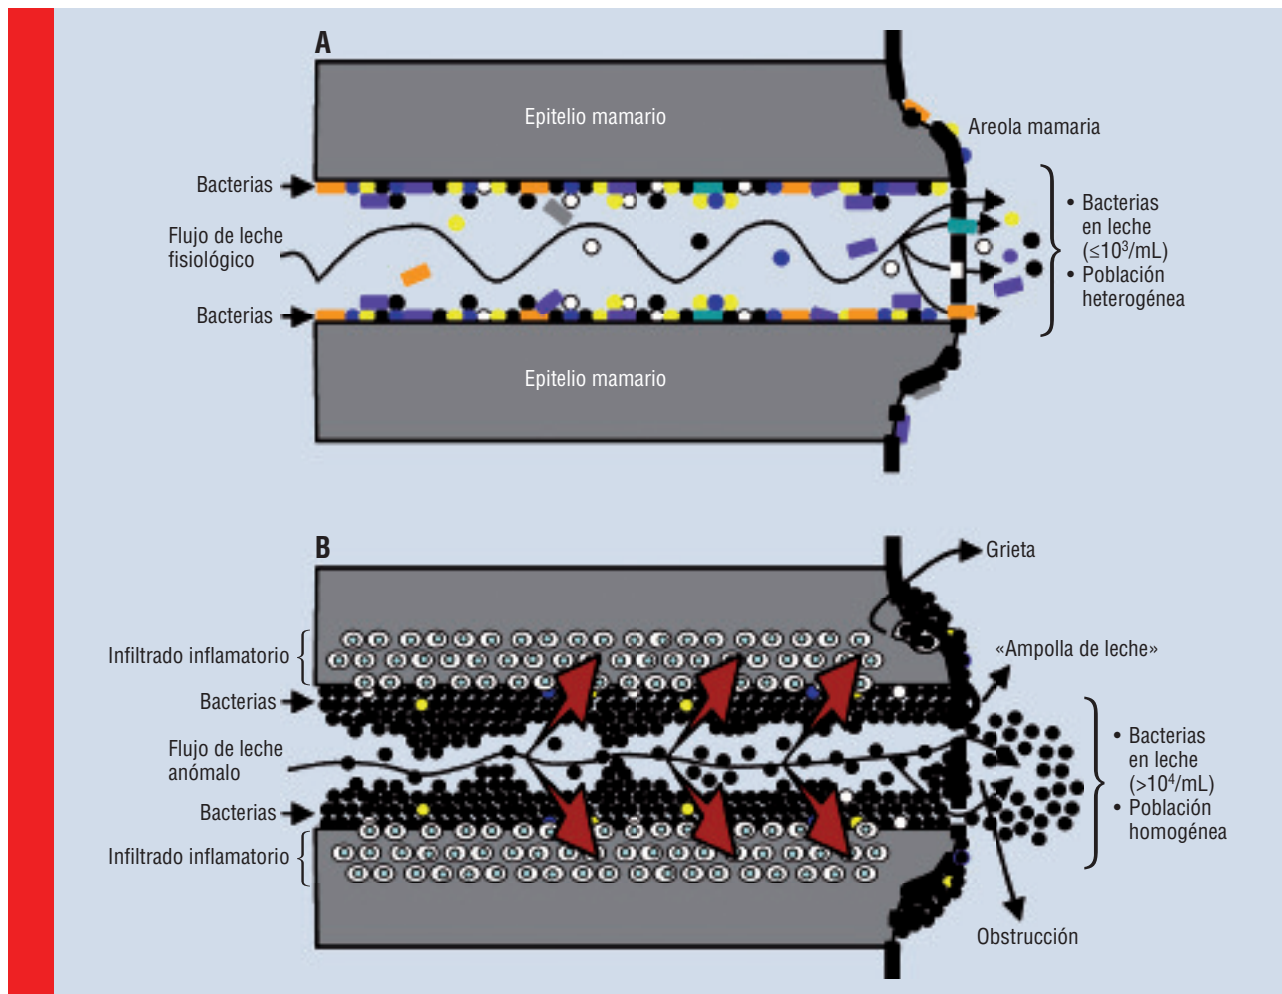 A
Epitelio mamario
Areola mamaria
Bacterias
• Bacterias
en leche
(≤10³/mL)
• Población
heterogénea
Flujo de leche
fisiológico
Bacterias
Epitelio mamario
B
Grieta
Infiltrado inflamatorio
«Ampolla de leche»
Bacterias
Flujo de leche
anómalo
• Bacterias
en leche
(>10⁴/mL)
• Población
homogénea
Bacterias
Infiltrado inflamatorio
Obstrucción